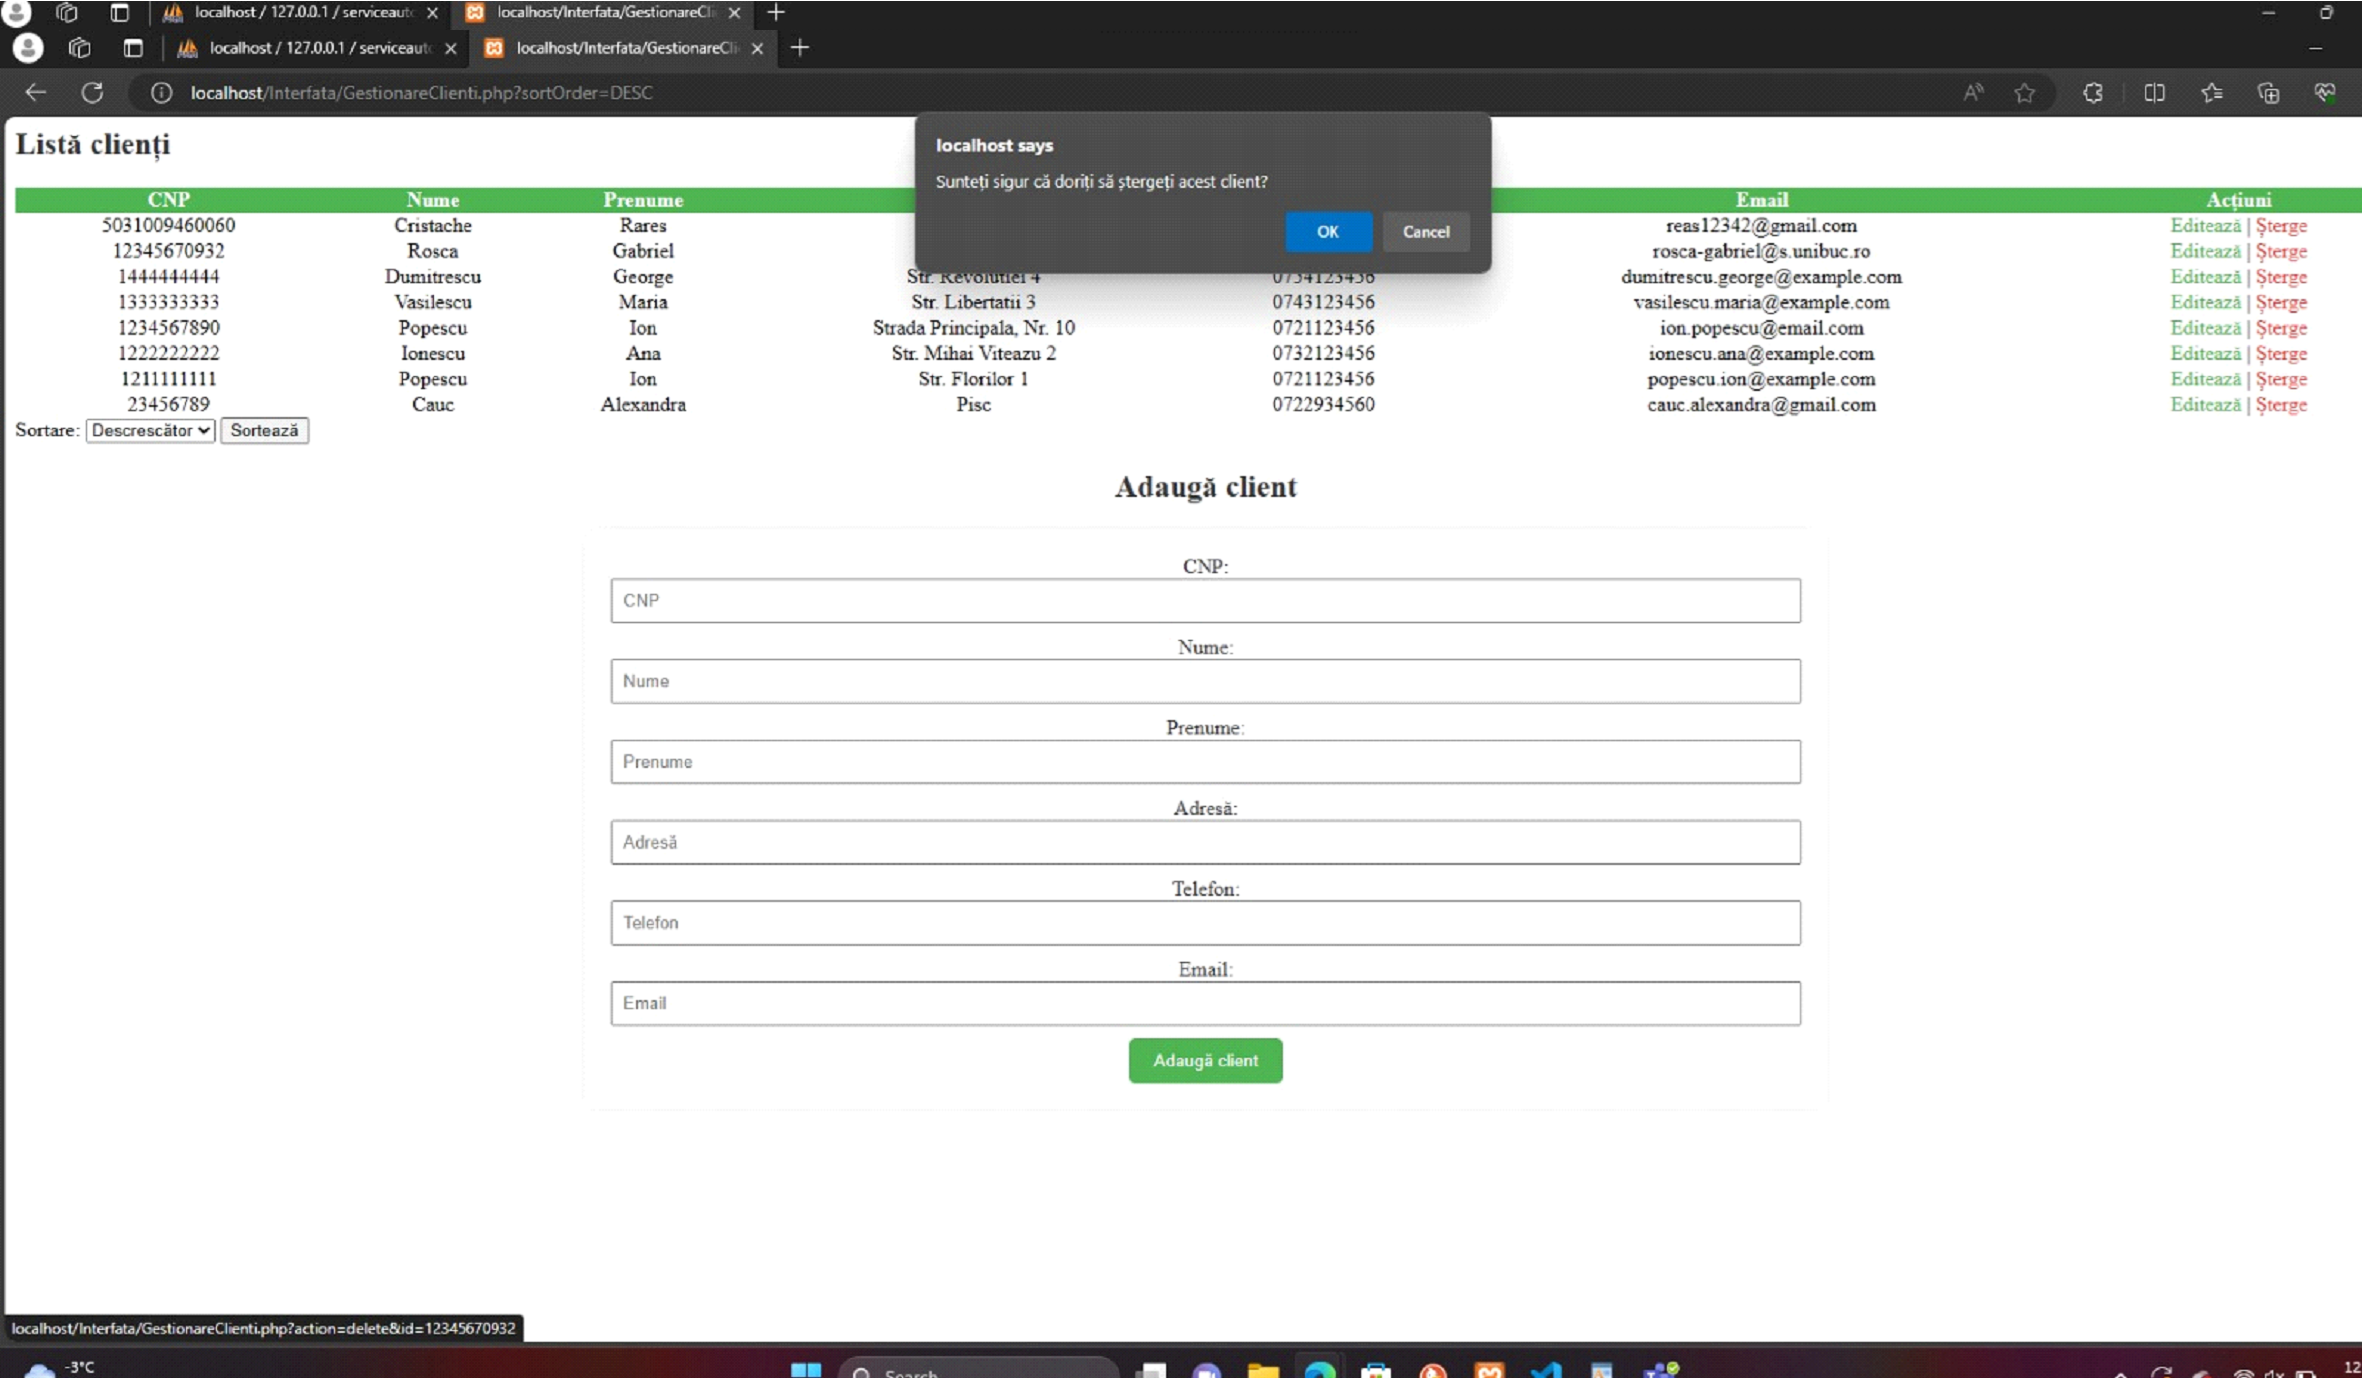 localhost / 127.0.0.1 / serviceauto localhost/Interfata/GestionareCli
localhost / 127.0.0.1 / serviceauto localhost/Interfata/GestionareCli
localhost/Interfata/GestionareClienti.php?sortOrder=DESC
Listă clienți
localhost says
Sunteți sigur că doriți să ștergeți acest client?
OK Cancel
CNP Nume Prenume Email Acțiuni
5031009460060 Cristache Rares reas12342@gmail.com Editează | Șterge
12345670932 Rosca Gabriel rosca-gabriel@s.unibuc.ro Editează | Șterge
1444444444 Dumitrescu George Str. Revolutiei 4 0754123456 dumitrescu.george@example.com Editează | Șterge
1333333333 Vasilescu Maria Str. Libertatii 3 0743123456 vasilescu.maria@example.com Editează | Șterge
1234567890 Popescu Ion Strada Principala, Nr. 10 0721123456 ion.popescu@email.com Editează | Șterge
1222222222 Ionescu Ana Str. Mihai Viteazu 2 0732123456 ionescu.ana@example.com Editează | Șterge
1211111111 Popescu Ion Str. Florilor 1 0721123456 popescu.ion@example.com Editează | Șterge
23456789 Cauc Alexandra Pisc 0722934560 cauc.alexandra@gmail.com Editează | Șterge
Sortare: Descrescător Sortează
Adaugă client
CNP:
CNP
Nume:
Nume
Prenume:
Prenume
Adresă:
Adresă
Telefon:
Telefon
Email:
Email
Adaugă client
localhost/Interfata/GestionareClienti.php?action=delete&id=12345670932
-3°C
Search
12